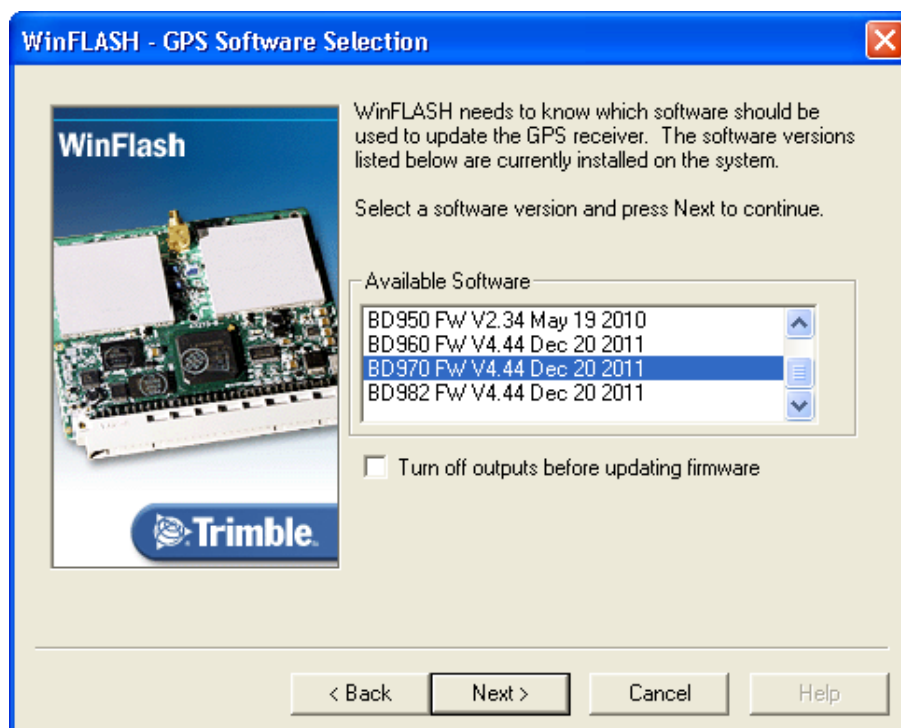 WinFLASH - GPS Software Selection
WinFlash
WinFLASH needs to know which software should be
used to update the GPS receiver. The software versions
listed below are currently installed on the system.
Select a software version and press Next to continue.
Available Software
BD950 FW V2.34 May 19 2010
BD960 FW V4.44 Dec 20 2011
BD970 FW V4.44 Dec 20 2011
BD982 FW V4.44 Dec 20 2011
Turn off outputs before updating firmware
Trimble.
< Back
Next >
Cancel
Help